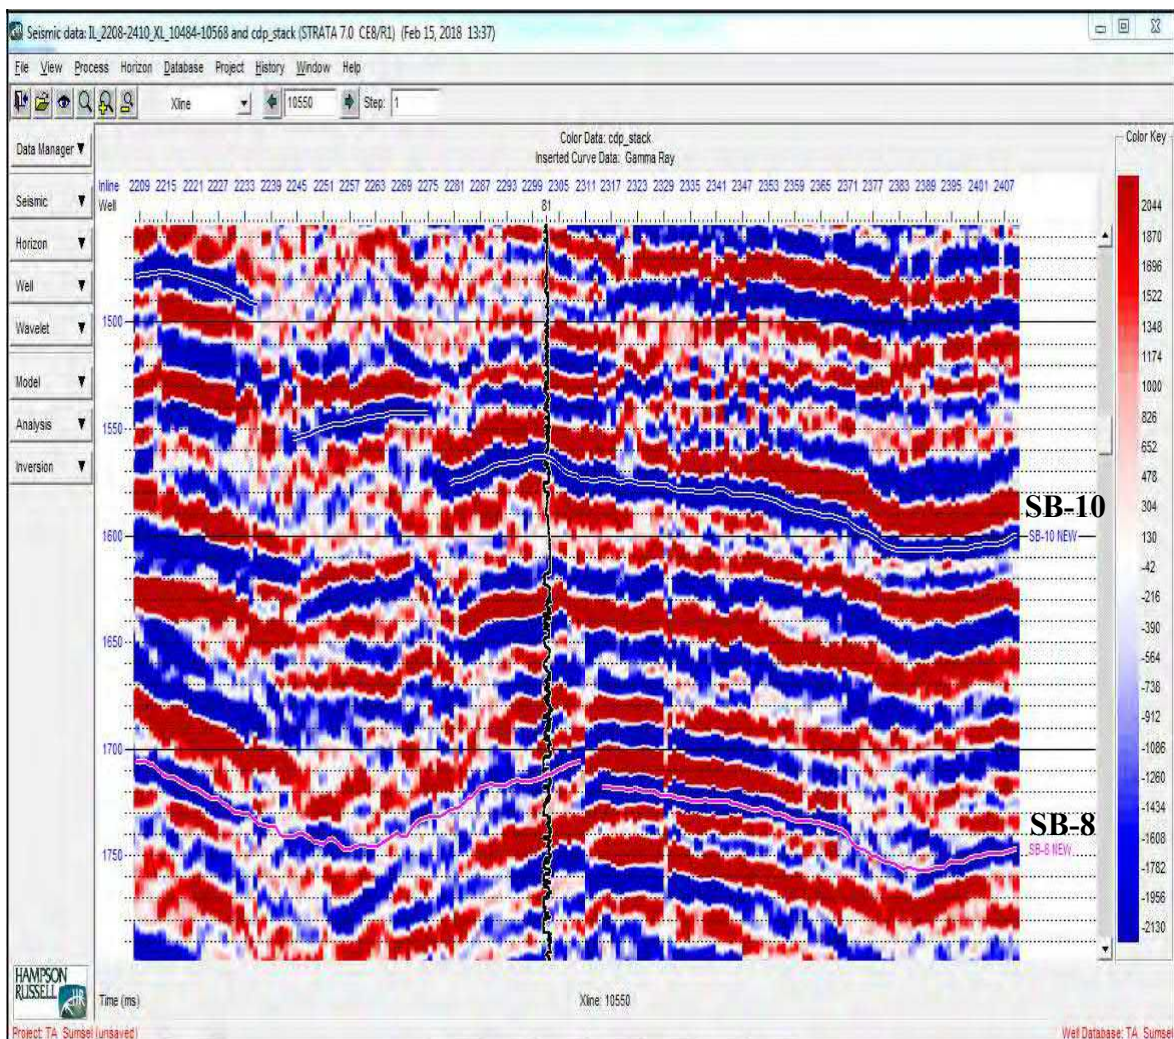 Seismic data: IL_2208-2410_XL_10484-10568 and cdp_stack (STRATA 7.0 CE8/R1) (Feb 15, 2018 13:37)
File View Process Horizon Database Project History Window Help
Xline 10550 Step: 1
Data Manager
Seismic
Horizon
Well
Wavelet
Model
Analysis
Inversion
Color Data: cdp_stack
Inserted Curve Data: Gamma Ray
Inline 2209 2215 2221 2227 2233 2239 2245 2251 2257 2263 2269 2275 2281 2287 2293 2299 2305 2311 2317 2323 2329 2335 2341 2347 2353 2359 2365 2371 2377 2383 2389 2395 2401 2407
Well 81
1500
1550
1600
1650
1700
1750
SB-10
SB-10 NEW
SB-8
SB-8 NEW
Color Key
2044
1870
1696
1522
1348
1174
1000
826
652
478
304
130
-42
-216
-390
-564
-738
-912
-1086
-1260
-1434
-1608
-1782
-1956
-2130
HAMPSON
RUSSELL
HR
Time (ms)
Xline: 10550
Project: TA_Sumsel (unsaved)
Well Database: TA_Sumsel